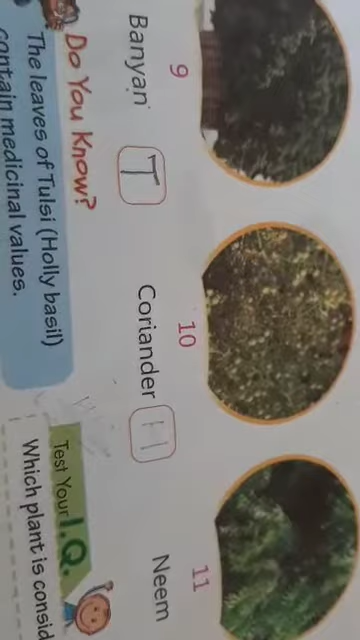 9
Banyan
T
10
Coriander
H
11
Neem
Do You Know?
The leaves of Tulsi (Holly basil)
contain medicinal values.
Test Your I.Q.
Which plant is consid